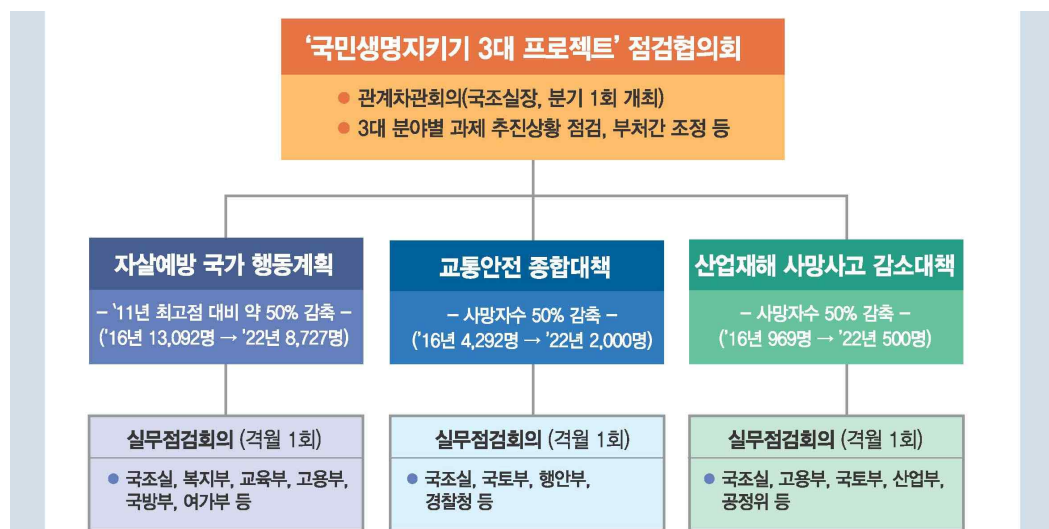 ‘국민생명지키기 3대 프로젝트’ 점검협의회
● 관계차관회의(국조실장, 분기 1회 개최)
● 3대 분야별 과제 추진상황 점검, 부처간 조정 등
자살예방 국가 행동계획
– ‘11년 최고점 대비 약 50% 감축 –
(’16년 13,092명 → ’22년 8,727명)
실무점검회의 (격월 1회)
● 국조실, 복지부, 교육부, 고용부,
국방부, 여가부 등
교통안전 종합대책
– 사망자수 50% 감축 –
(’16년 4,292명 → ’22년 2,000명)
실무점검회의 (격월 1회)
● 국조실, 국토부, 행안부,
경찰청 등
산업재해 사망사고 감소대책
– 사망자수 50% 감축 –
(’16년 969명 → ’22년 500명)
실무점검회의 (격월 1회)
● 국조실, 고용부, 국토부, 산업부,
공정위 등